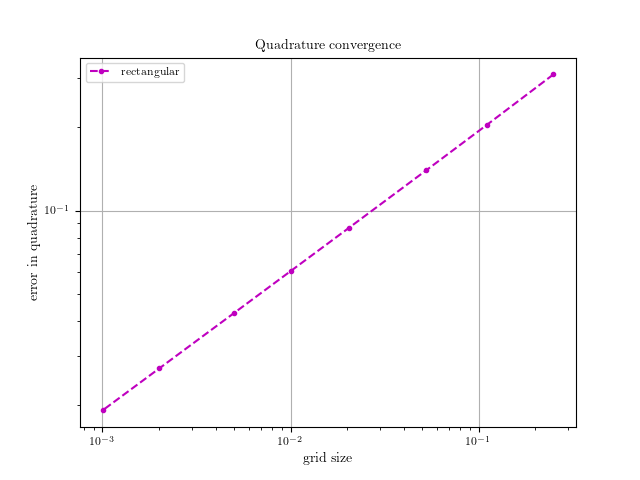 Quadrature convergence
rectangular
error in quadrature
10⁻¹
10⁻³
10⁻²
10⁻¹
grid size